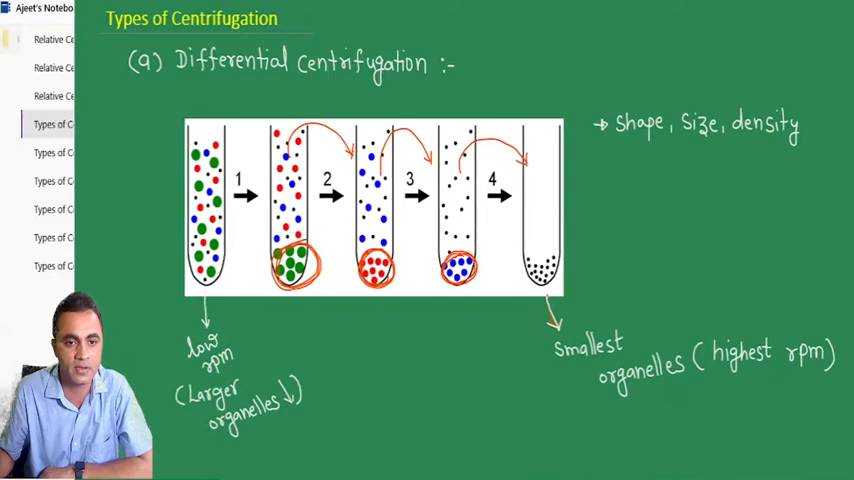 Ajeet's Notebo
Relative Ce
Relative Ce
Relative Ce
Types of C
Types of C
Types of C
Types of C
Types of C
Types of C
Types of Centrifugation
(a) Differential Centrifugation :-
→ shape, size, density
1
2
3
4
low
rpm
(Larger
organelles ↓)
smallest
organelles (highest rpm)